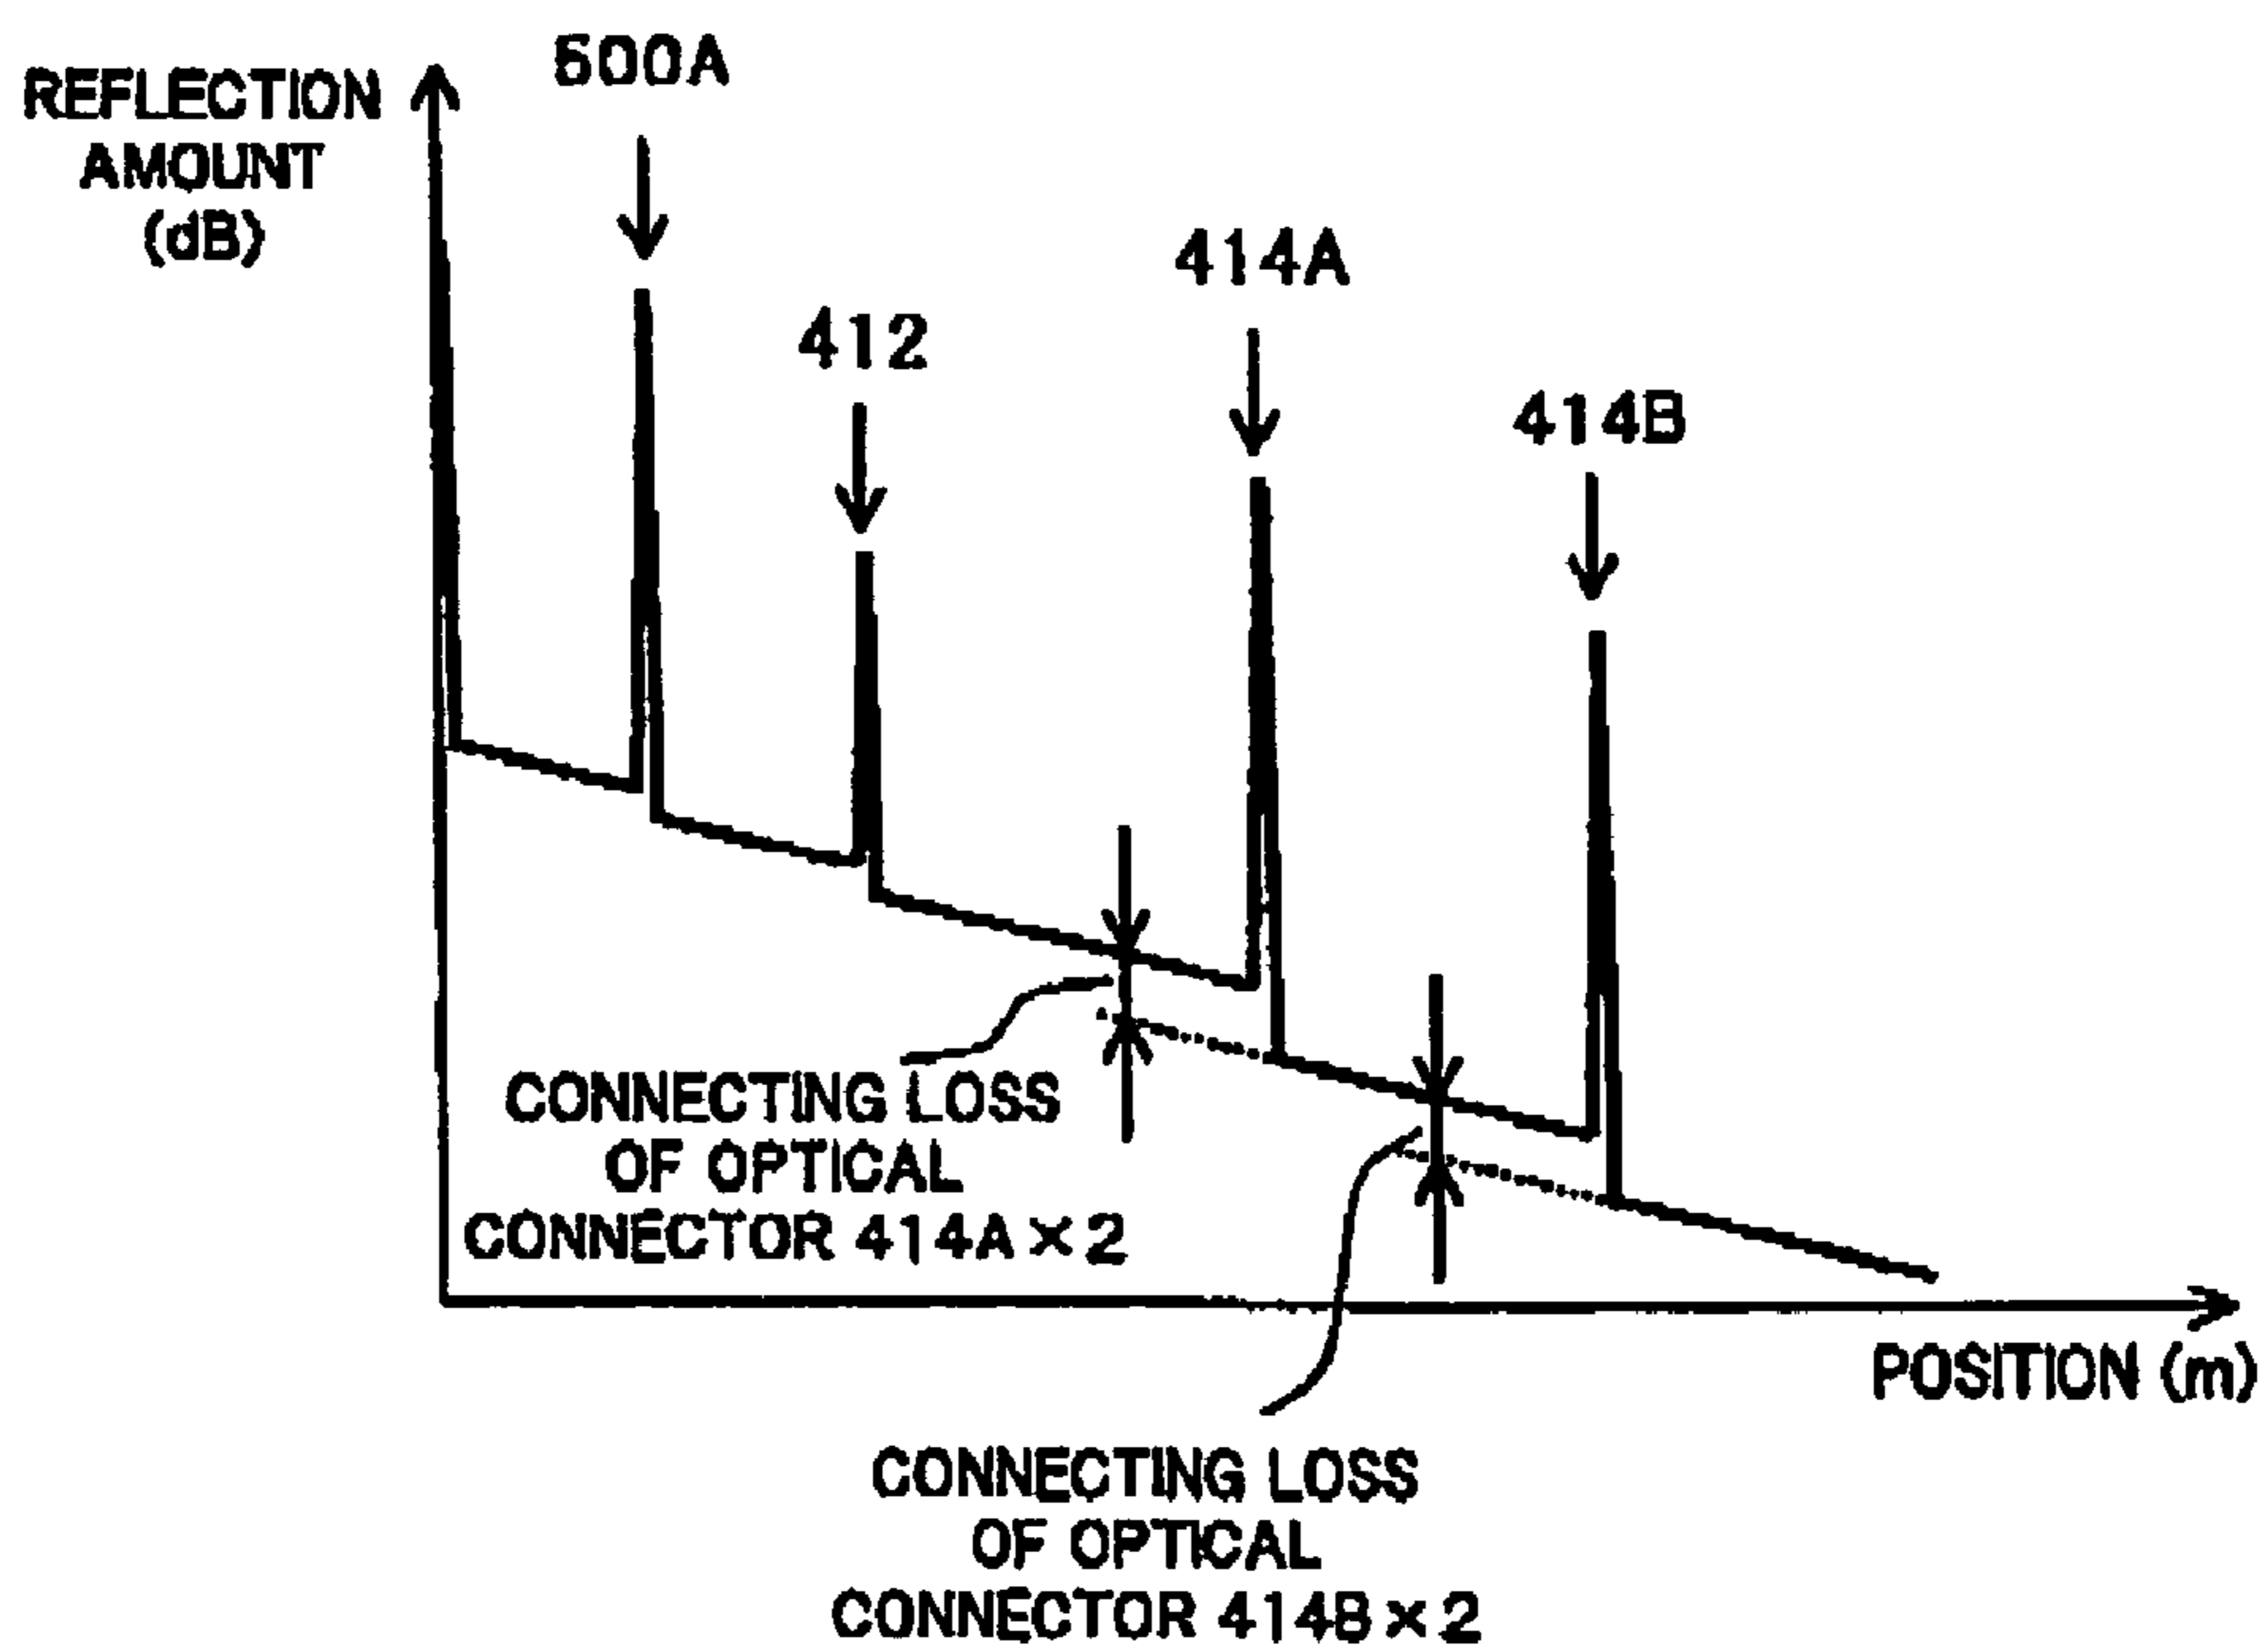 REFLECTION
AMOUNT
(dB)
500A
412
414A
414B
CONNECTING LOSS
OF OPTICAL
CONNECTOR 414A × 2
POSITION (m)
CONNECTING LOSS
OF OPTICAL
CONNECTOR 414B × 2